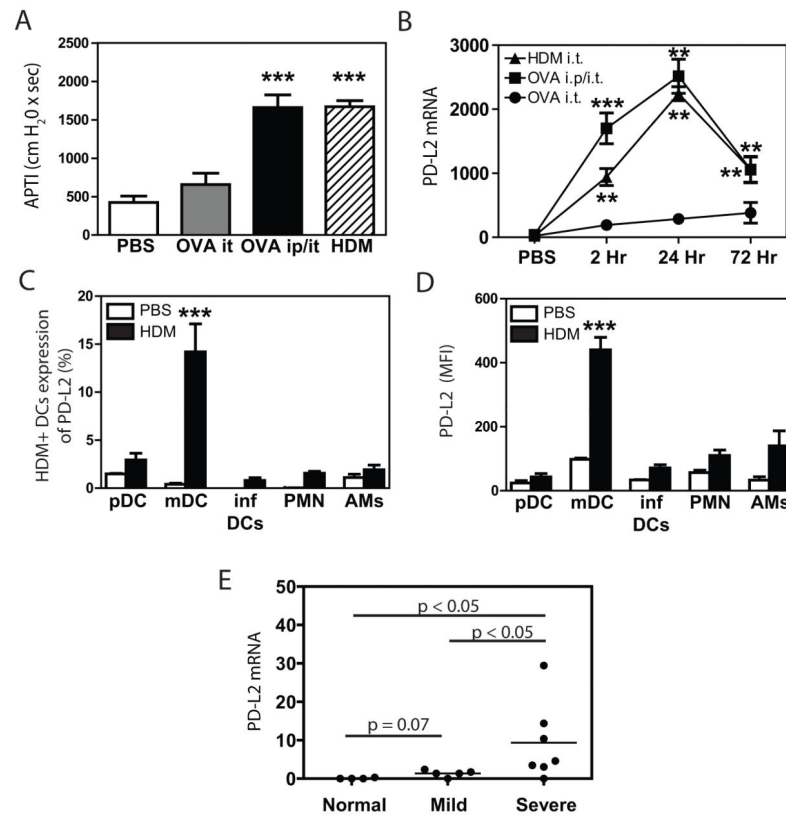 A
APTI (cm H₂0 x sec)
2500
2000
1500
1000
500
0
***
***
PBS OVA it OVA ip/it HDM
B
PD-L2 mRNA
3000
2000
1000
0
HDM i.t.
OVA i.p/i.t.
OVA i.t.
***
**
**
**
**
**
PBS 2 Hr 24 Hr 72 Hr
C
HDM+ DCs expression
of PD-L2 (%)
20
15
10
5
0
PBS
HDM
***
pDC mDC inf PMN AMs
DCs
D
PD-L2 (MFI)
600
400
200
0
PBS
HDM
***
pDC mDC inf PMN AMs
DCs
E
PD-L2 mRNA
50
40
30
20
10
0
p < 0.05
p < 0.05
p = 0.07
Normal Mild Severe